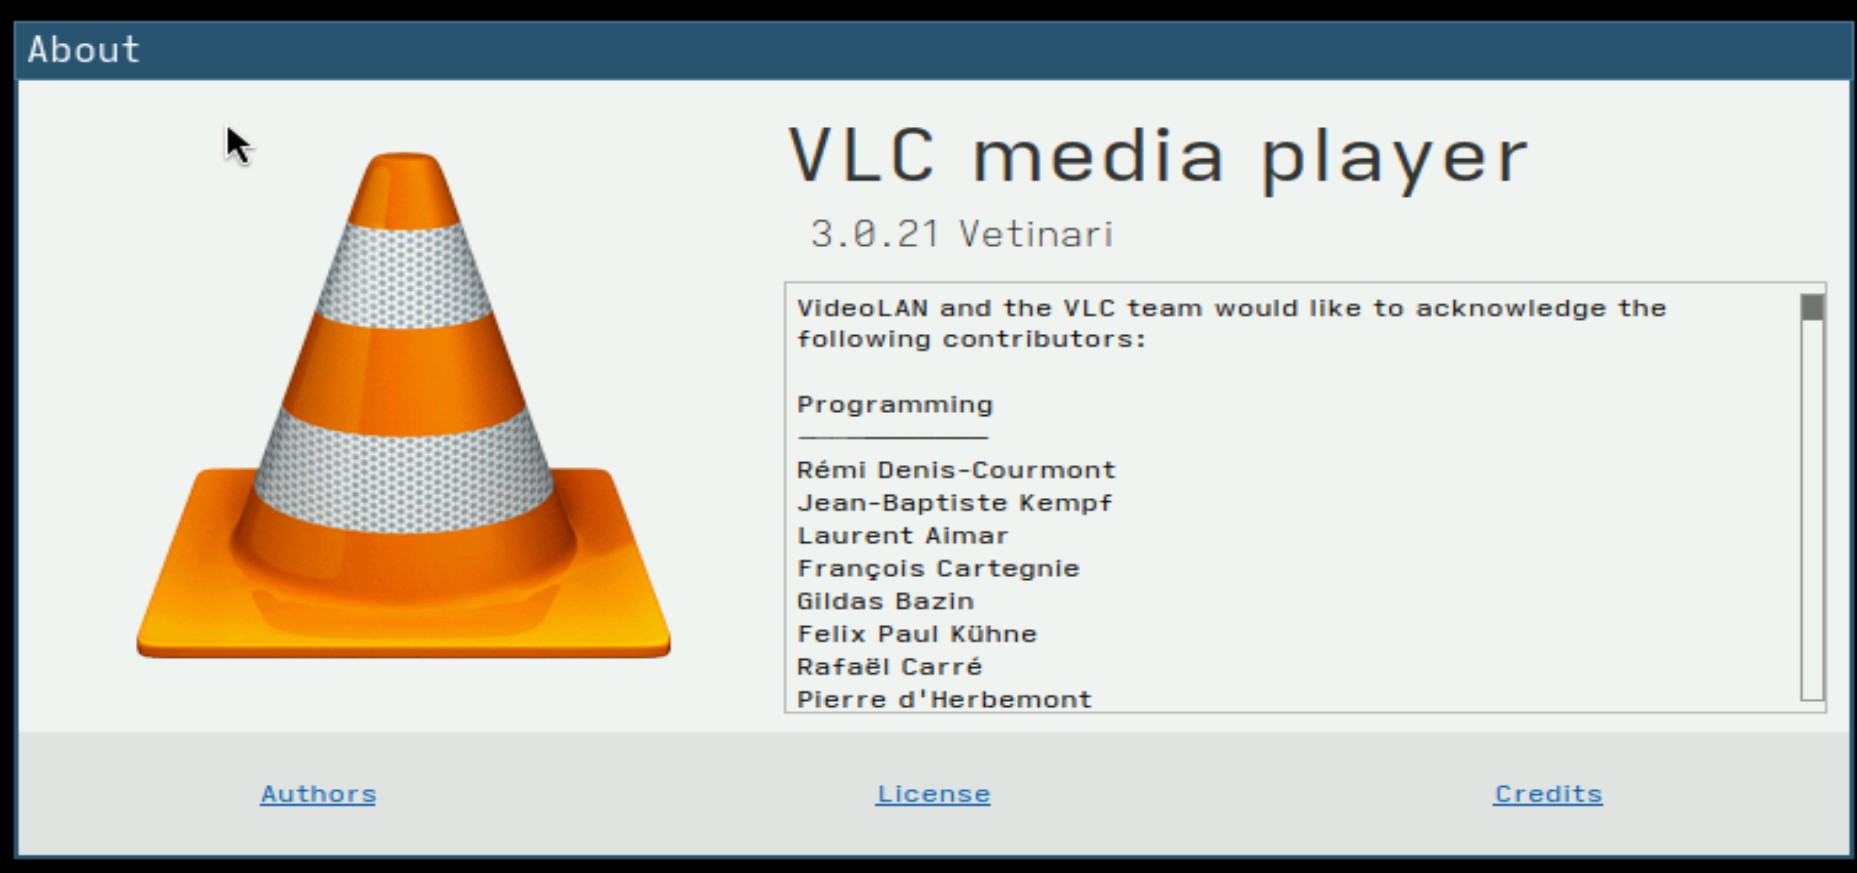 About
VLC media player
3.0.21 Vetinari
VideoLAN and the VLC team would like to acknowledge the
following contributors:
Programming
Rémi Denis-Courmont
Jean-Baptiste Kempf
Laurent Aimar
François Cartegnie
Gildas Bazin
Felix Paul Kühne
Rafaël Carré
Pierre d'Herbemont
Authors
License
Credits